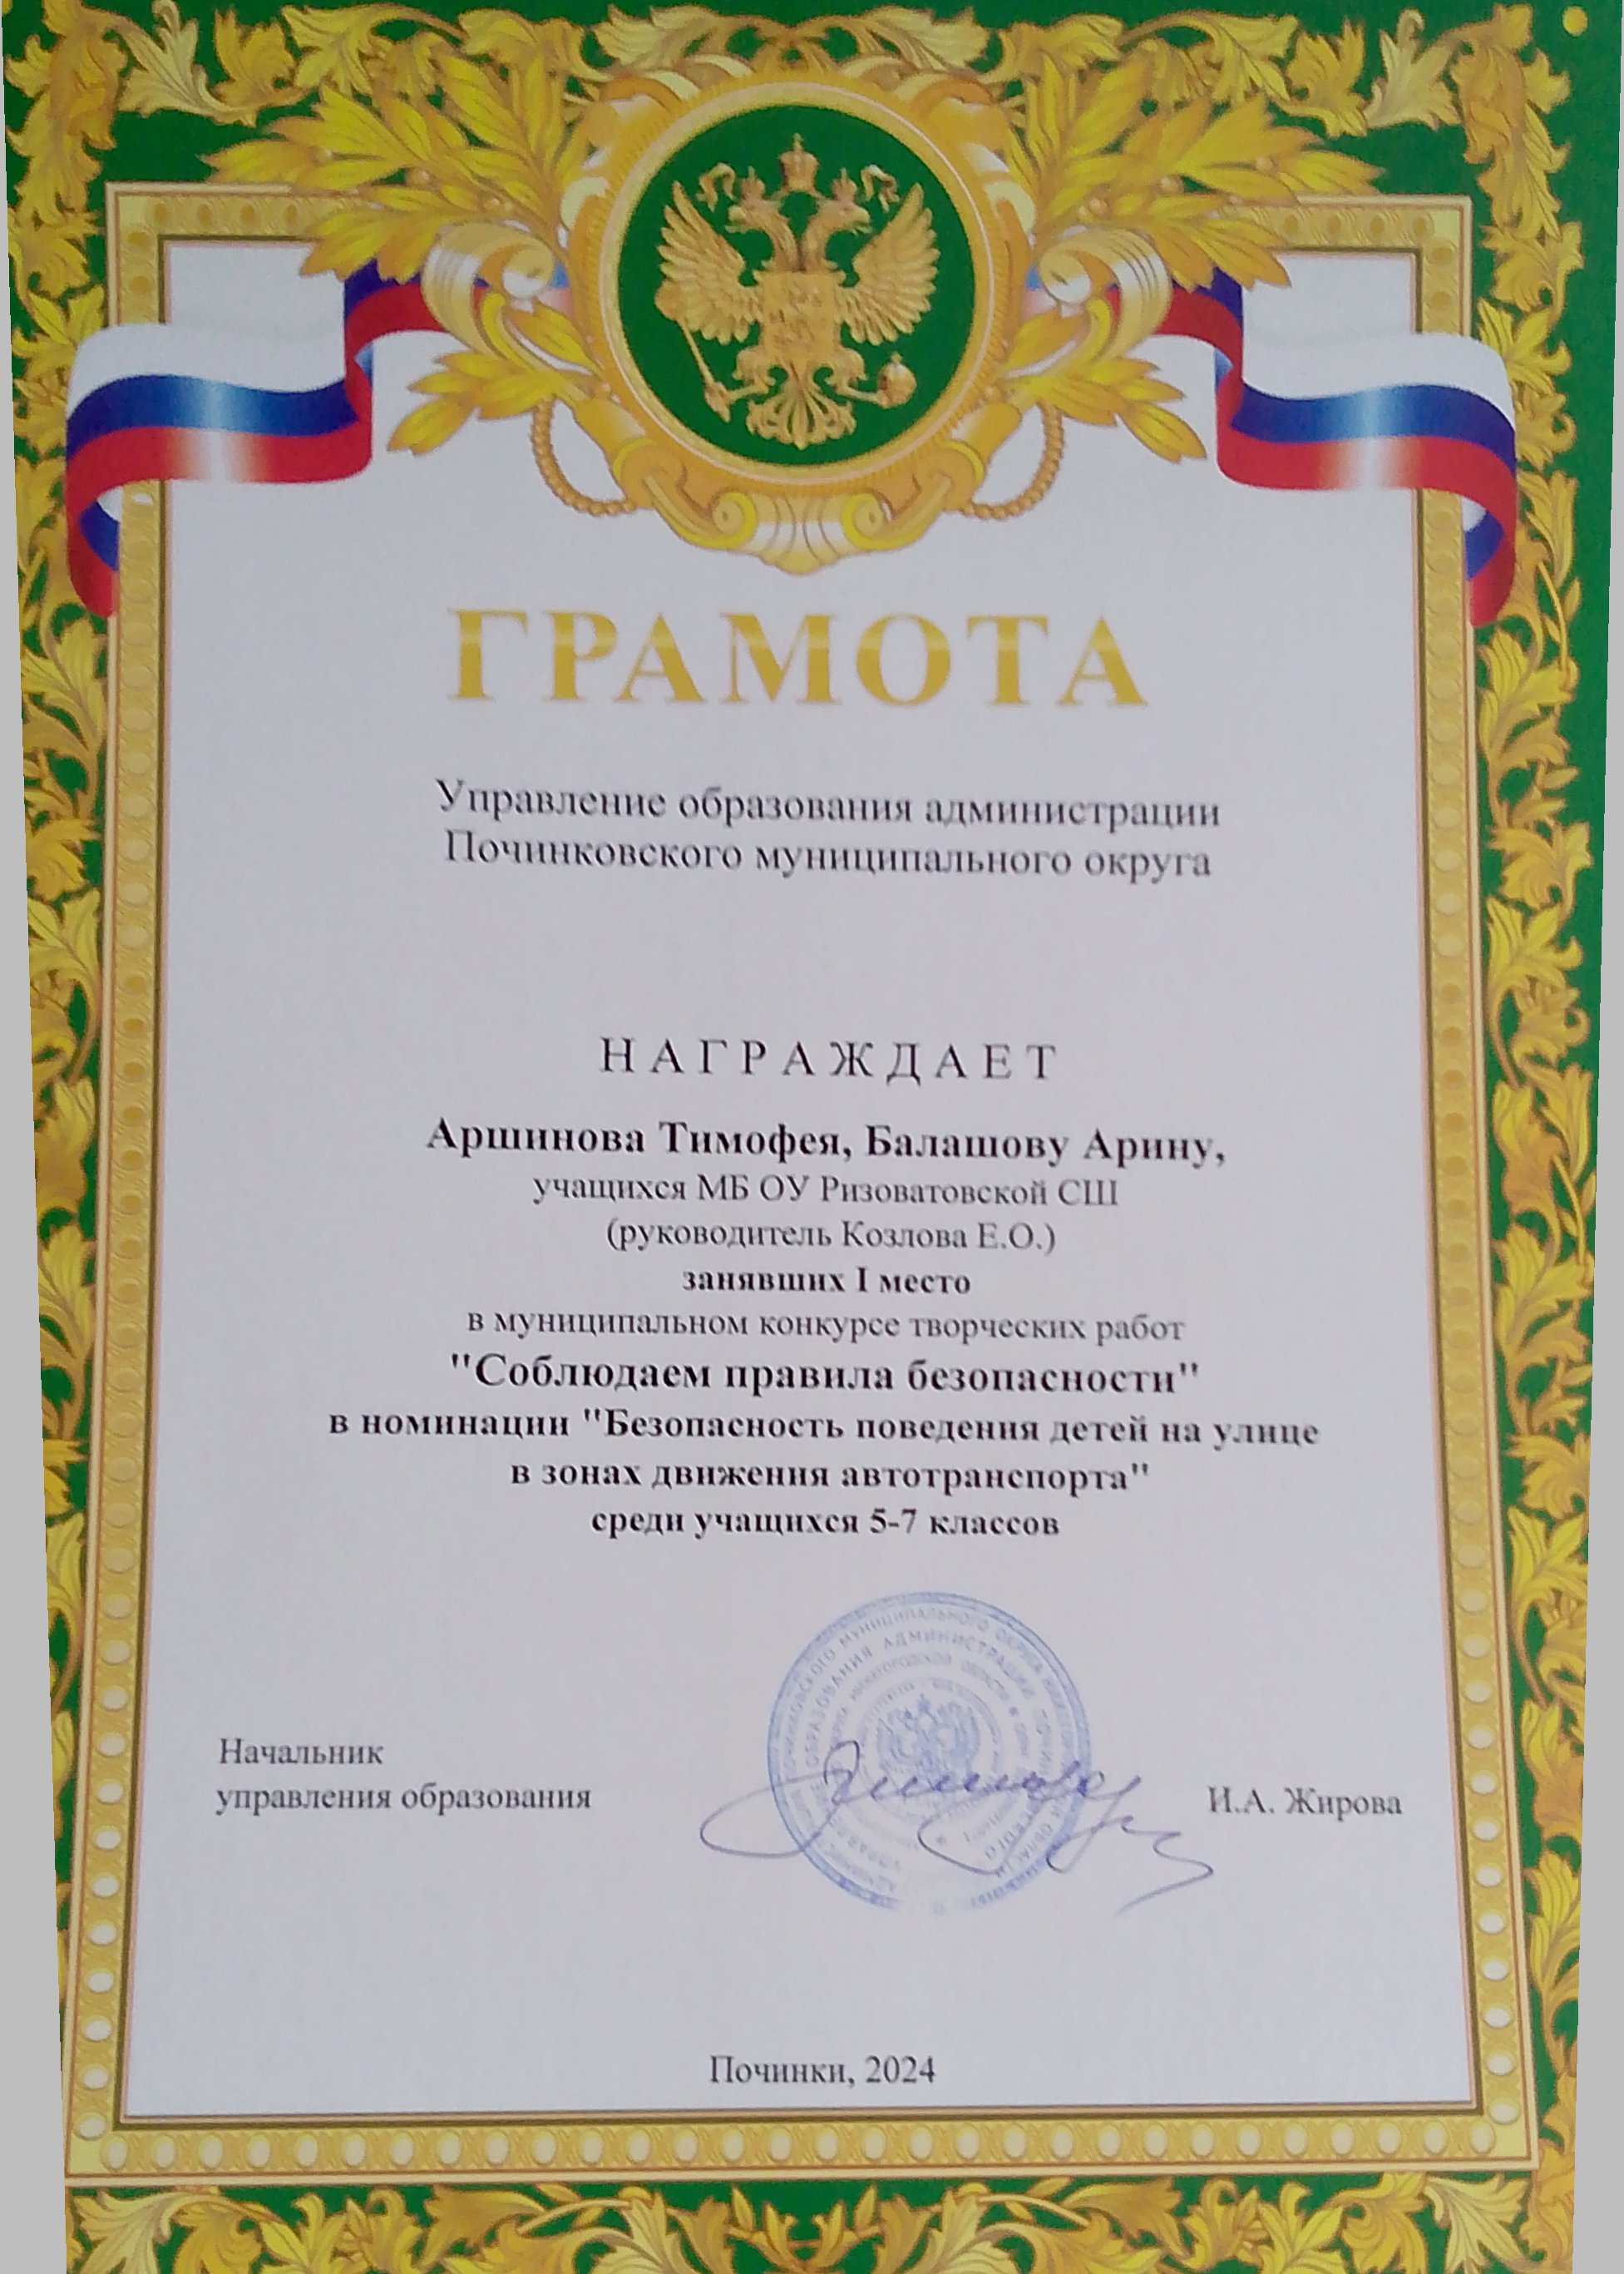 ГРАМОТА
Управление образования администрации
Починковского муниципального округа
НАГРАЖДАЕТ
Аршинова Тимофея, Балашову Арину,
учащихся МБ ОУ Ризоватовской СШ
(руководитель Козлова Е.О.)
занявших I место
в муниципальном конкурсе творческих работ
"Соблюдаем правила безопасности"
в номинации "Безопасность поведения детей на улице
в зонах движения автотранспорта"
среди учащихся 5-7 классов
Начальник
управления образования
И.А. Жирова
Починки, 2024